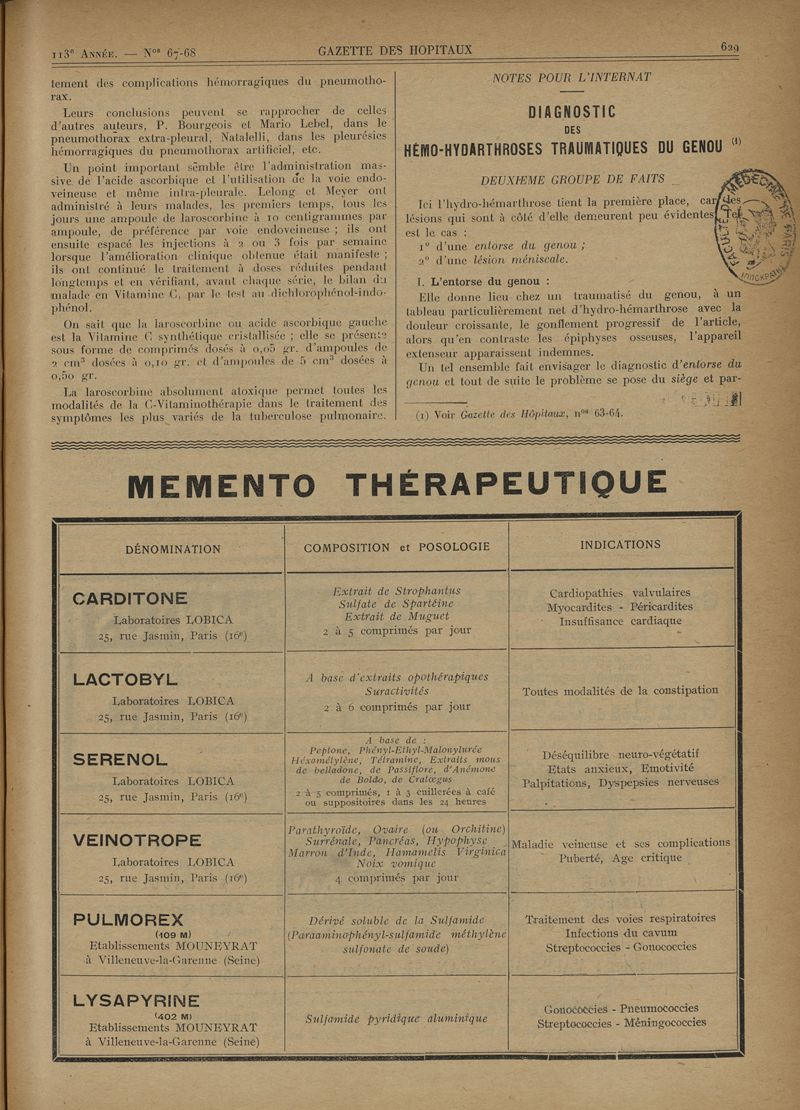 113e ANNÉE. — Nos 67-68
GAZETTE DES HOPITAUX
629
tement des complications hémorragiques du pneumotho-
rax.
Leurs conclusions peuvent se rapprocher de celles
d'autres auteurs, P. Bourgeois et Mario Lebel, dans le
pneumothorax extra-pleural, Natalelli, dans les pleurésies
hémorragiques du pneumothorax artificiel, etc.
Un point important sêmble être l'administration mas-
sive de l'acide ascorbique et l'utilisation de la voie endo-
veineuse et même intra-pleurale. Lelong et Meyer ont
administré à leurs malades, les premiers temps, tous les
jours une ampoule de laroscorbine à 10 centigrammes par
ampoule, de préférence par voie endoveineuse ; ils ont
ensuite espacé les injections à 2 ou 3 fois par semaine
lorsque l'amélioration clinique obtenue était manifeste ;
ils ont continué le traitement à doses réduites pendant
longtemps et en vérifiant, avant chaque série, le bilan du
malade en Vitamine C, par le test au dichlorophénol-indo-
phénol.
On sait que la laroscorbine ou acide ascorbique gauche
est la Vitamine C synthétique cristallisée ; elle se présente
sous forme de comprimés dosés à 0,05 gr. d'ampoules de
2 cm³ dosées à 0,10 gr. et d'ampoules de 5 cm³ dosées à
0,50 gr.
La laroscorbine absolument atoxique permet toutes les
modalités de la C-Vitaminothérapie dans le traitement des
symptômes les plus variés de la tuberculose pulmonaire.
NOTES POUR L'INTERNAT
DIAGNOSTIC
DES
HÉMO-HYDARTHROSES TRAUMATIQUES DU GENOU (1)
DEUXIEME GROUPE DE FAITS
Ici l'hydro-hémarthrose tient la première place, car les
lésions qui sont à côté d'elle demeurent peu évidentes. Tel
est le cas :
1° d'une entorse du genou ;
2° d'une lésion méniscale.
I. L'entorse du genou :
Elle donne lieu chez un traumatisé du genou, à un
tableau particulièrement net d'hydro-hémarthrose avec la
douleur croissante, le gonflement progressif de l'article,
alors qu'en contraste les épiphyses osseuses, l'appareil
extenseur apparaissent indemnes.
Un tel ensemble fait envisager le diagnostic d'entorse du
genou et tout de suite le problème se pose du siège et par-
(1) Voir Gazette des Hôpitaux, nos 63-64.
MEMENTO THÉRAPEUTIQUE
DÉNOMINATION
COMPOSITION et POSOLOGIE
INDICATIONS
CARDITONE
Laboratoires LOBICA
25, rue Jasmin, Paris (16e)
Extrait de Strophantus
Sulfate de Spartéine
Extrait de Muguet
2 à 5 comprimés par jour
Cardiopathies valvulaires
Myocardites - Péricardites
Insuffisance cardiaque
LACTOBYL
Laboratoires LOBICA
25, rue Jasmin, Paris (16e)
A base d'extraits opothérapiques
Suractivités
2 à 6 comprimés par jour
Toutes modalités de la constipation
SERENOL
Laboratoires LOBICA
25, rue Jasmin, Paris (16e)
A base de :
Peptone, Phényl-Ethyl-Malonylurée
Héxométylène, Tétramine, Extraits mous
de belladone, de Passiflore, d'Anémone
de Boldo, de Cratœgus
2 à 5 comprimés, 1 à 3 cuillerées à café
ou suppositoires dans les 24 heures
Déséquilibre neuro-végétatif
Etats anxieux, Emotivité
Palpitations, Dyspepsies nerveuses
VEINOTROPE
Laboratoires LOBICA
25, rue Jasmin, Paris (16e)
Parathyroïde, Ovaire (ou Orchitine)
Surrénale, Pancréas, Hypophyse
Marron d'Inde, Hamamelis Virginica
Noix vomique
4 comprimés par jour
Maladie veineuse et ses complications
Puberté, Age critique
PULMOREX
(109 M)
Etablissements MOUNEYRAT
à Villeneuve-la-Garenne (Seine)
Dérivé soluble de la Sulfamide
(Paraaminophényl-sulfamide méthylène
sulfonate de soude)
Traitement des voies respiratoires
Infections du cavum
Streptococcies - Gonococcies
LYSAPYRINE
(402 M)
Etablissements MOUNEYRAT
à Villeneuve-la-Garenne (Seine)
Sulfamide pyridique aluminique
Gonococcies - Pneumococcies
Streptococcies - Méningococcies